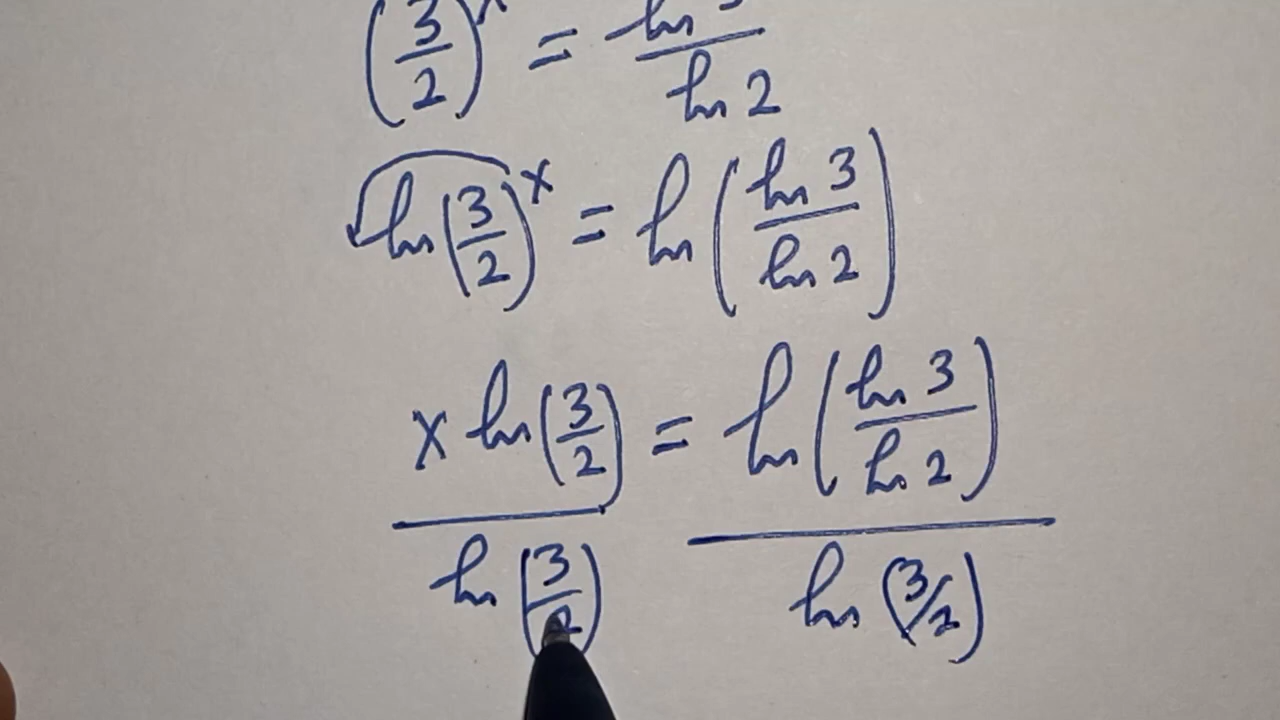 (3/2)^x = ln 3 / ln 2
ln(3/2)^x = ln(ln 3 / ln 2)
x ln(3/2) = ln(ln 3 / ln 2)
ln(3/2) ln(3/2)